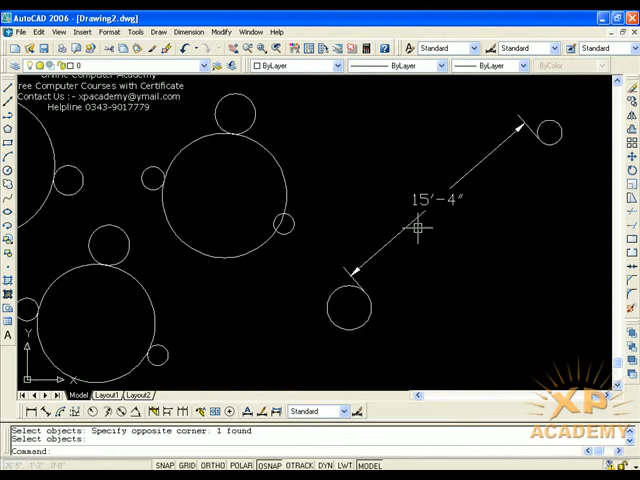 AutoCAD 2006 - [Drawing2.dwg]
File Edit View Insert Format Tools Draw Dimension Modify Express Window Help
Standard Standard Standard
0 ByLayer ByLayer ByLayer ByColor
Online Computer Academy
ree Computer Courses with Certificate
Contact Us :- xpacademy@ymail.com
Helpline 0343-9017779
15'-4"
Y
X
Model Layout1 Layout2
Standard
XP
ACADEMY
Select objects: Specify opposite corner: 1 found
Select objects:
Command:
SNAP GRID ORTHO POLAR OSNAP OTRACK DYN LWT MODEL